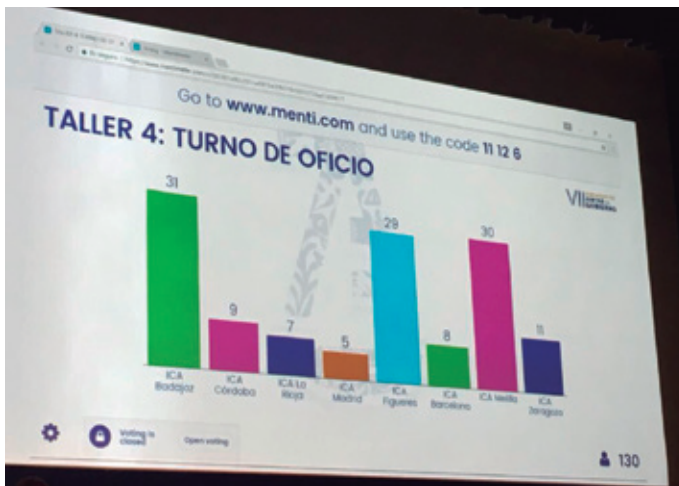 Go to www.menti.com and use the code 11 12 6
TALLER 4: TURNO DE OFICIO
VII
31
9
7
5
29
8
30
11
ICA Badajoz
ICA Córdoba
ICA La Rioja
ICA Madrid
ICA Figueres
ICA Barcelona
ICA Melilla
ICA Zaragoza
Voting is closed
Open voting
130